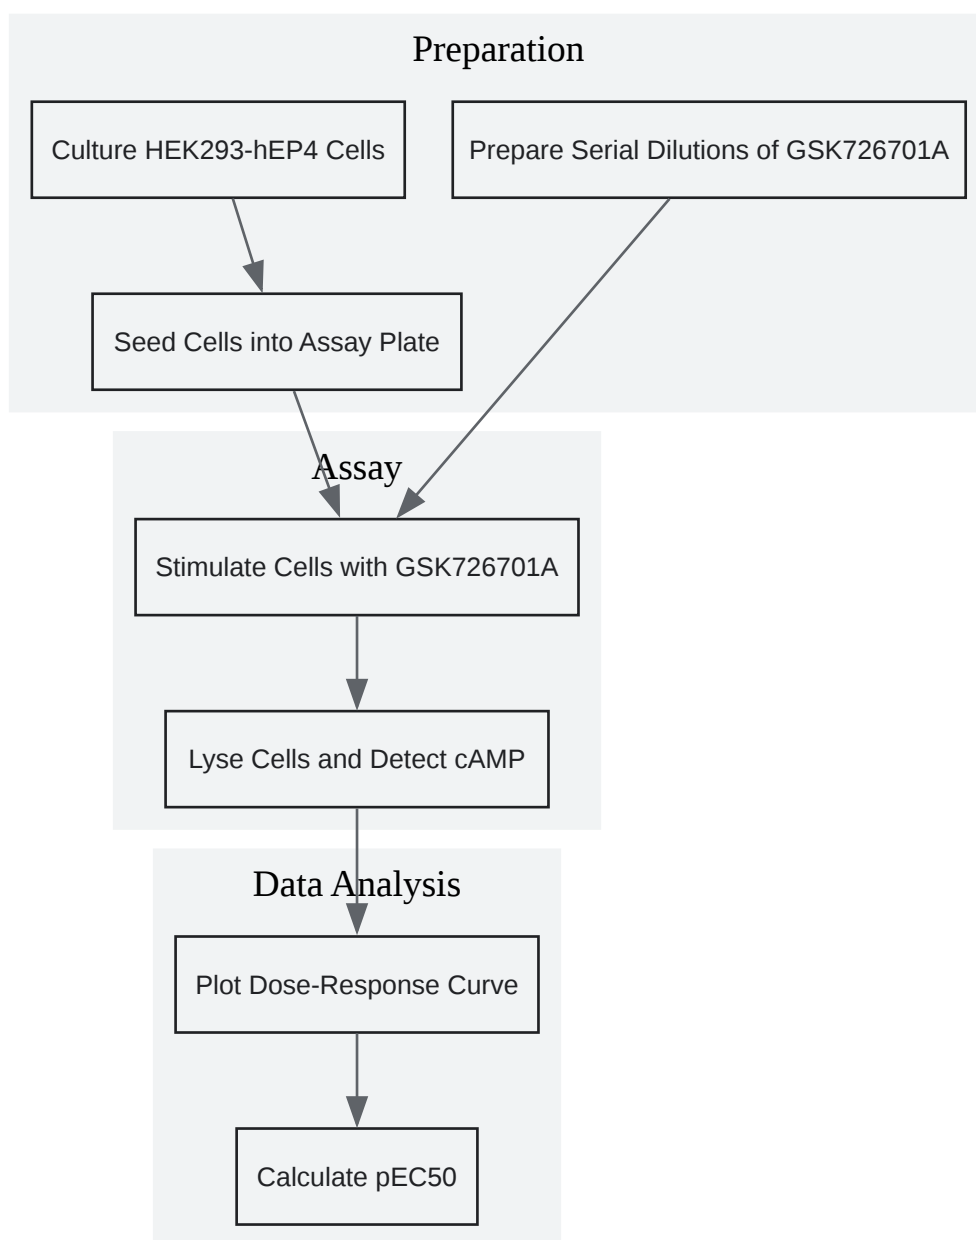 Preparation
Culture HEK293-hEP4 Cells
Prepare Serial Dilutions of GSK726701A
Seed Cells into Assay Plate
Assay
Stimulate Cells with GSK726701A
Lyse Cells and Detect cAMP
Data Analysis
Plot Dose-Response Curve
Calculate pEC50